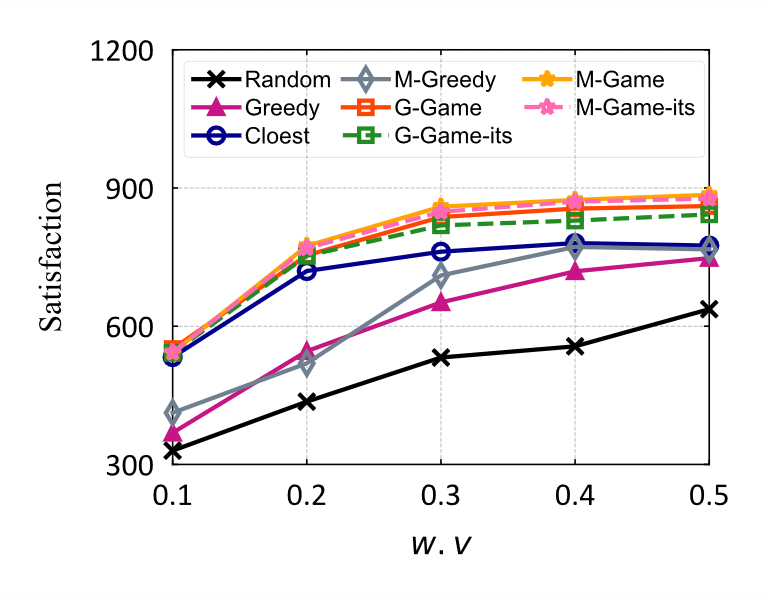 1200
900
600
300
Satisfaction
Random
Greedy
Cloest
M-Greedy
G-Game
G-Game-its
M-Game
M-Game-its
0.1 0.2 0.3 0.4 0.5
w.v